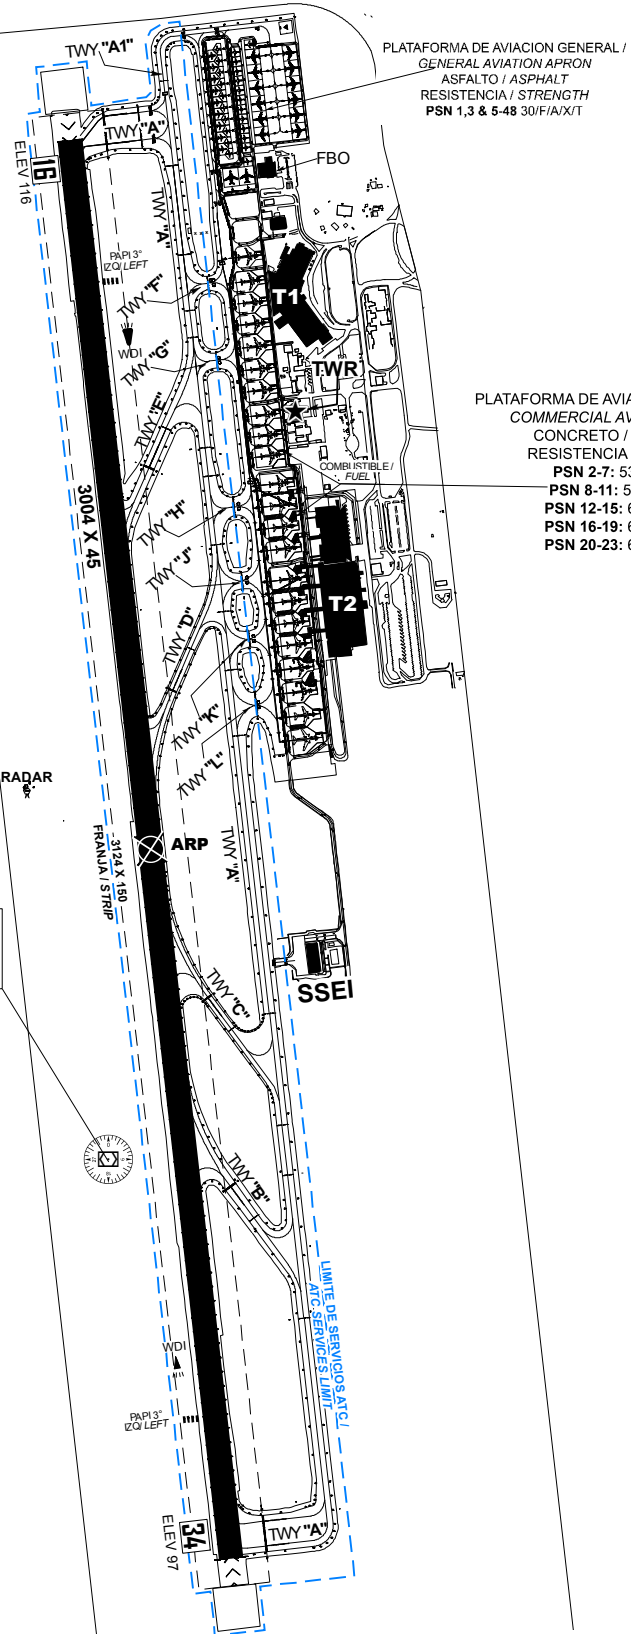 TWY "A1"
PLATAFORMA DE AVIACION GENERAL /
GENERAL AVIATION APRON
ASFALTO / ASPHALT
RESISTENCIA / STRENGTH
PSN 1,3 & 5-48 30/F/A/X/T
TWY "A"
FBO
16
ELEV 116
TWY "A"
PAPI 3°
IZQ/LEFT
TWY "F"
T1
WDI
TWY "G"
TWR
PLATAFORMA DE AVIA
COMMERCIAL AV
CONCRETO /
RESISTENCIA
PSN 2-7: 53
PSN 8-11: 5
PSN 12-15: 6
PSN 16-19: 6
PSN 20-23: 6
TWY "E"
COMBUSTIBLE /
FUEL
3004 X 45
TWY "H"
TWY "J"
T2
TWY "D"
TWY "K"
TWY "L"
RADAR
ARP
3124 X 150
FRANJA / STRIP
TWY "A"
SSEI
TWY "C"
TWY "B"
LIMITE DE SERVICIOS ATC /
ATC SERVICES LIMIT
WDI
PAPI 3°
IZQ/LEFT
34
ELEV 97
TWY "A"